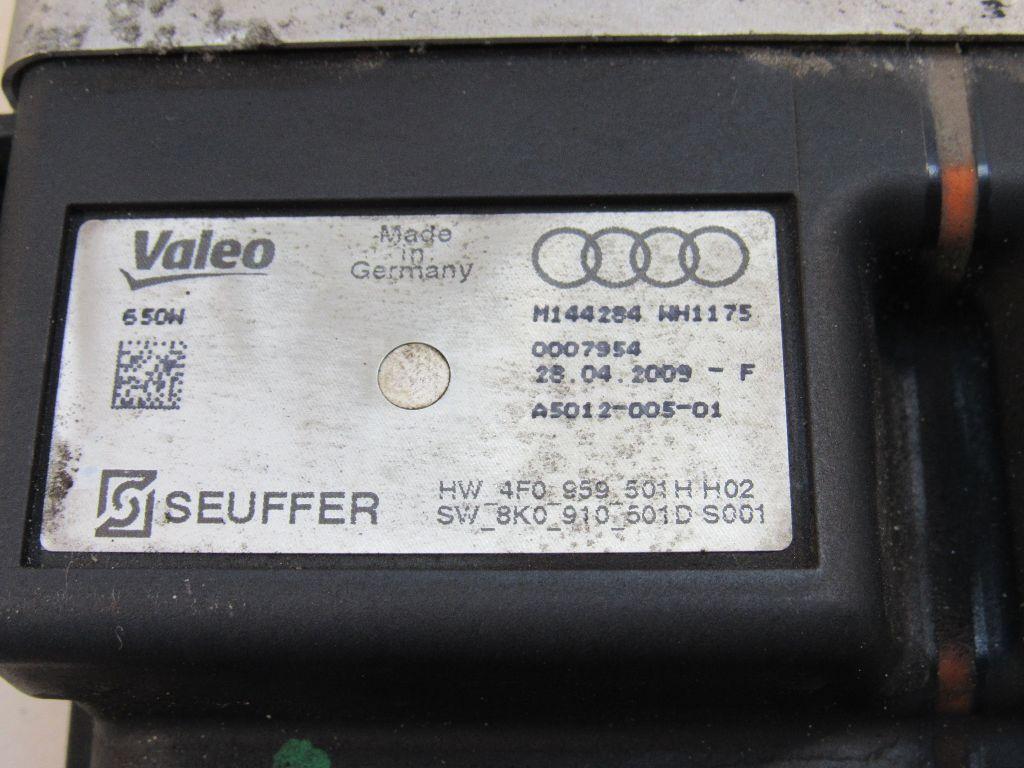 Valeo
Made
in
Germany
650W
M144284 WH1175
0007954
28.04.2009 - F
A5012-005-01
SEUFFER
HW_4F0_959_501H H02
SW_8K0_910_501D S001